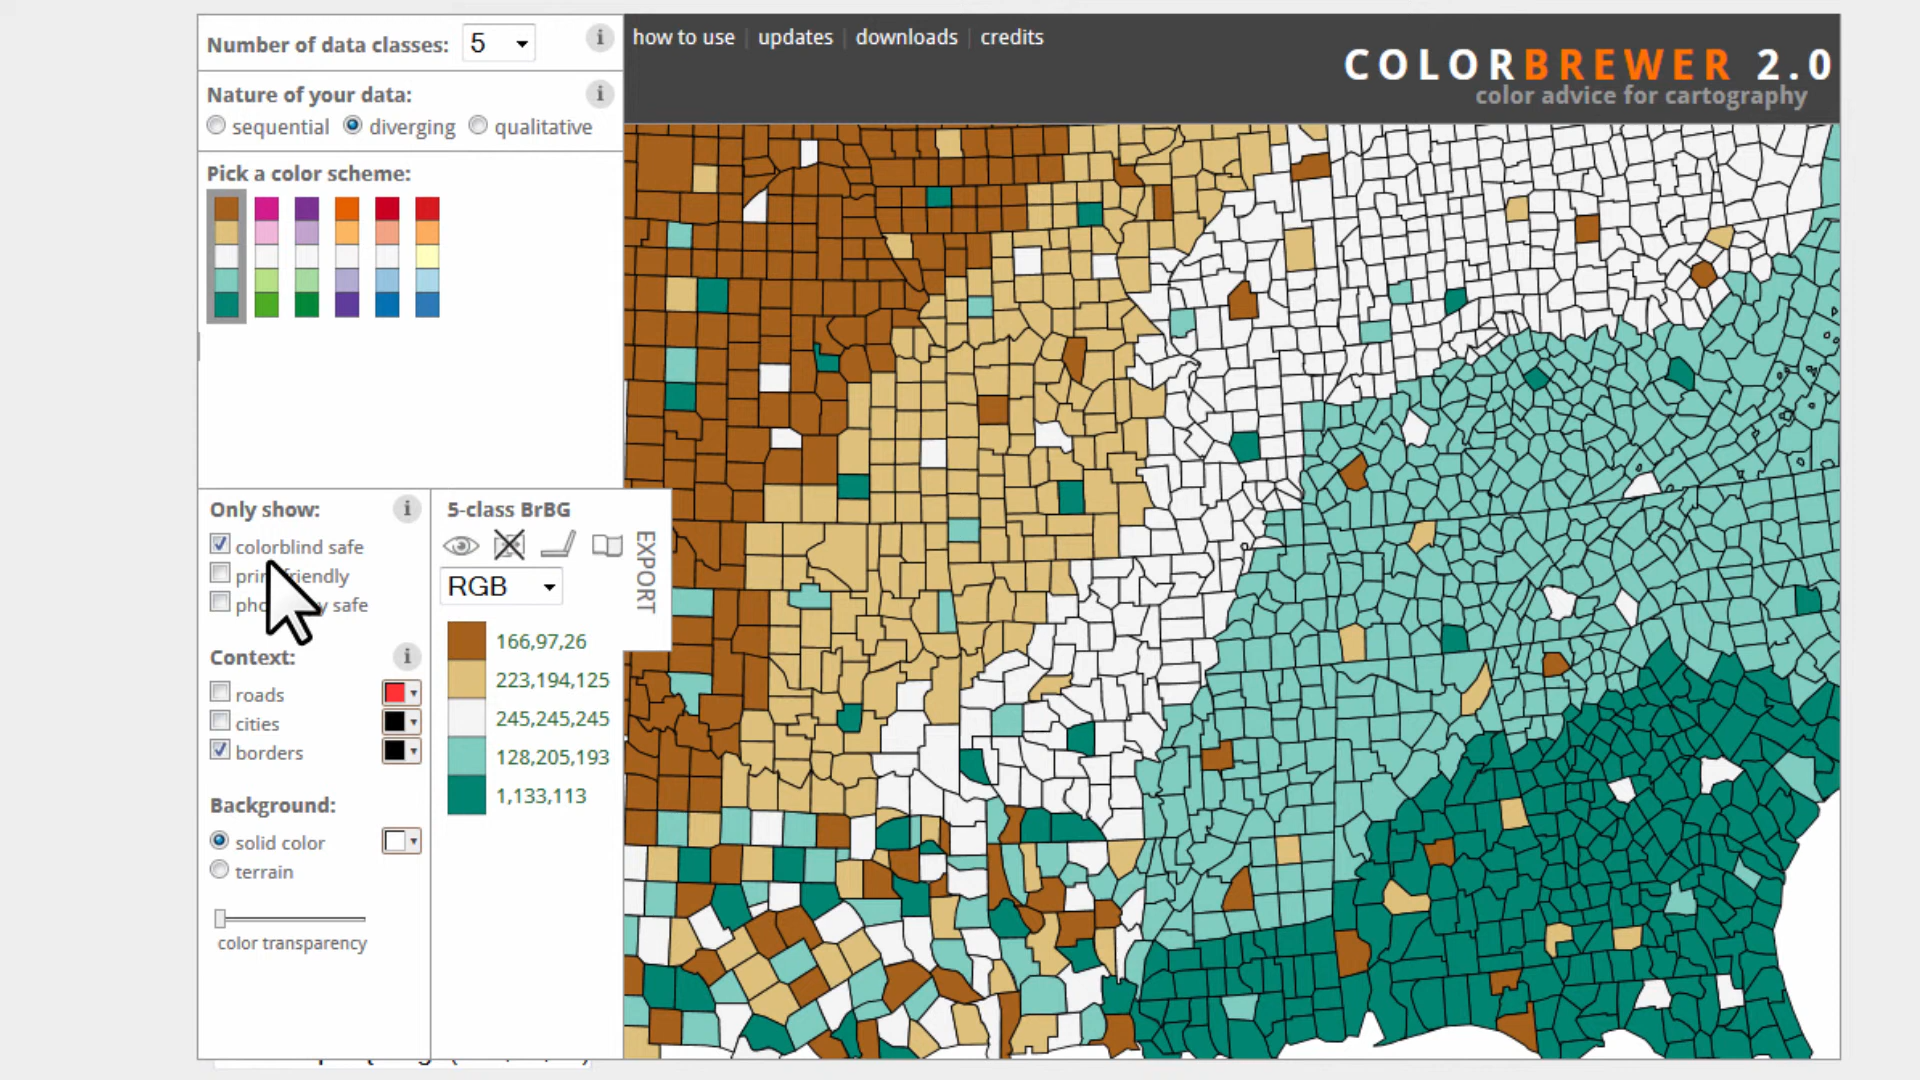 Number of data classes: 5
how to use | updates | downloads | credits
COLORBREWER 2.0
color advice for cartography
Nature of your data:
sequential diverging qualitative
Pick a color scheme:
Only show:
colorblind safe
friendly
safe
Context:
roads
cities
borders
Background:
solid color
terrain
color transparency
5-class BrBG
EXPORT
RGB
166,97,26
223,194,125
245,245,245
128,205,193
1,133,113